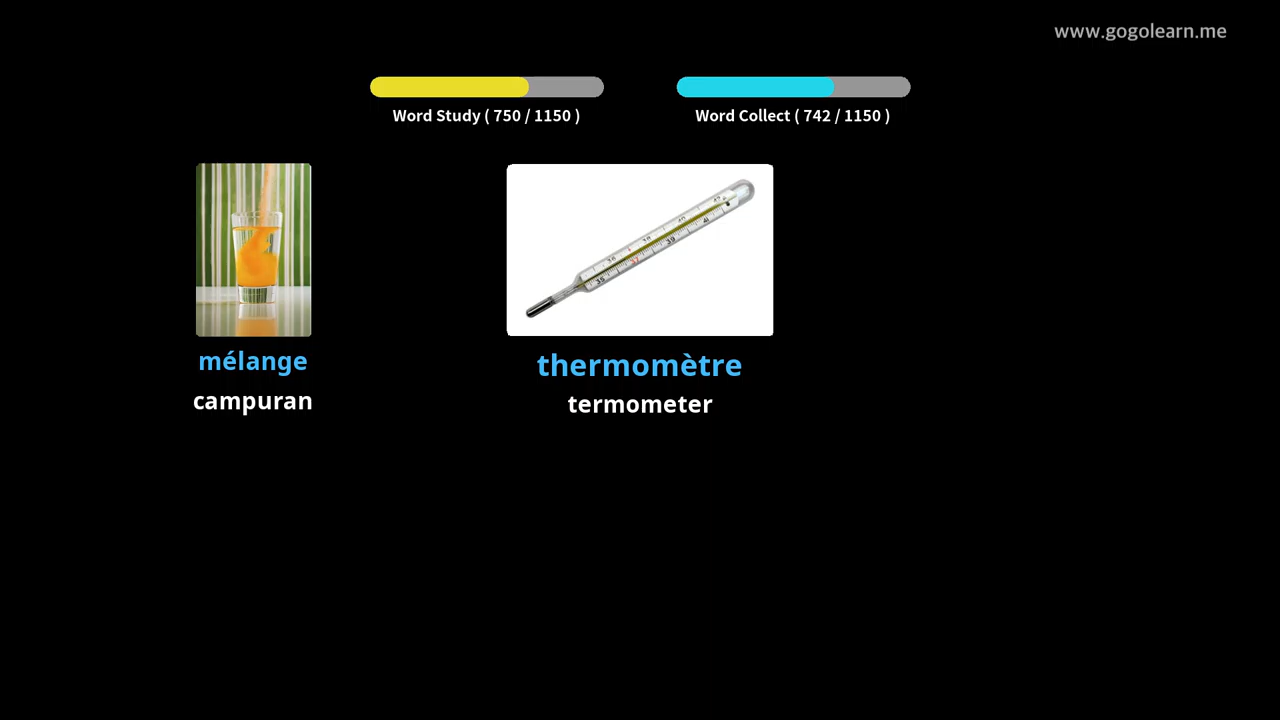 www.gogolearn.me
Word Study ( 750 / 1150 )
Word Collect ( 742 / 1150 )
mélange
campuran
thermomètre
termometer